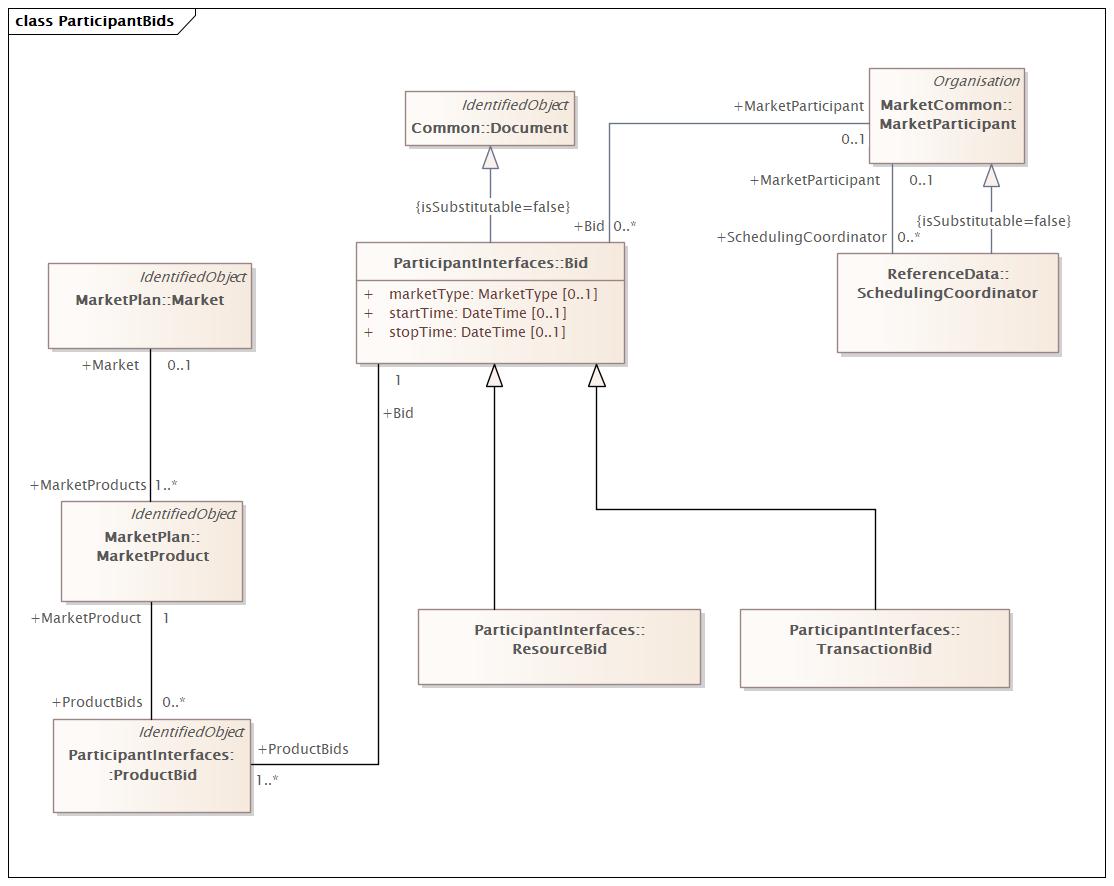 class ParticipantBids
IdentifiedObject
Common::Document
{isSubstitutable=false}
Organisation
MarketCommon::
MarketParticipant
+MarketParticipant
0..1
+Bid 0..*
+MarketParticipant 0..1
{isSubstitutable=false}
+SchedulingCoordinator 0..*
ReferenceData::
SchedulingCoordinator
ParticipantInterfaces::Bid
+ marketType: MarketType [0..1]
+ startTime: DateTime [0..1]
+ stopTime: DateTime [0..1]
IdentifiedObject
MarketPlan::Market
+Market 0..1
1
+Bid
+MarketProducts 1..*
IdentifiedObject
MarketPlan::
MarketProduct
+MarketProduct 1
ParticipantInterfaces::
ResourceBid
ParticipantInterfaces::
TransactionBid
+ProductBids 0..*
IdentifiedObject
ParticipantInterfaces:
:ProductBid
+ProductBids
1..*